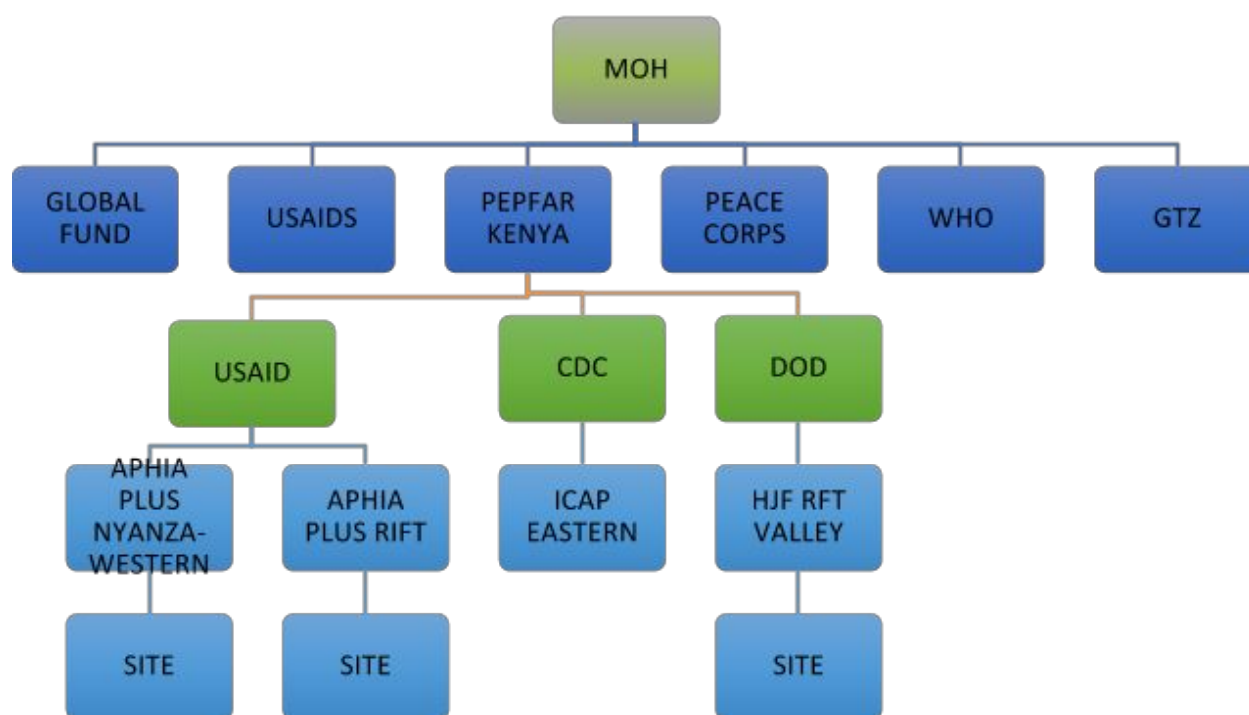 MOH
GLOBAL
FUND
USAIDS
PEPFAR
KENYA
PEACE
CORPS
WHO
GTZ
USAID
CDC
DOD
APHIA
PLUS
NYANZA-
WESTERN
APHIA
PLUS RIFT
ICAP
EASTERN
HJF RFT
VALLEY
SITE
SITE
SITE